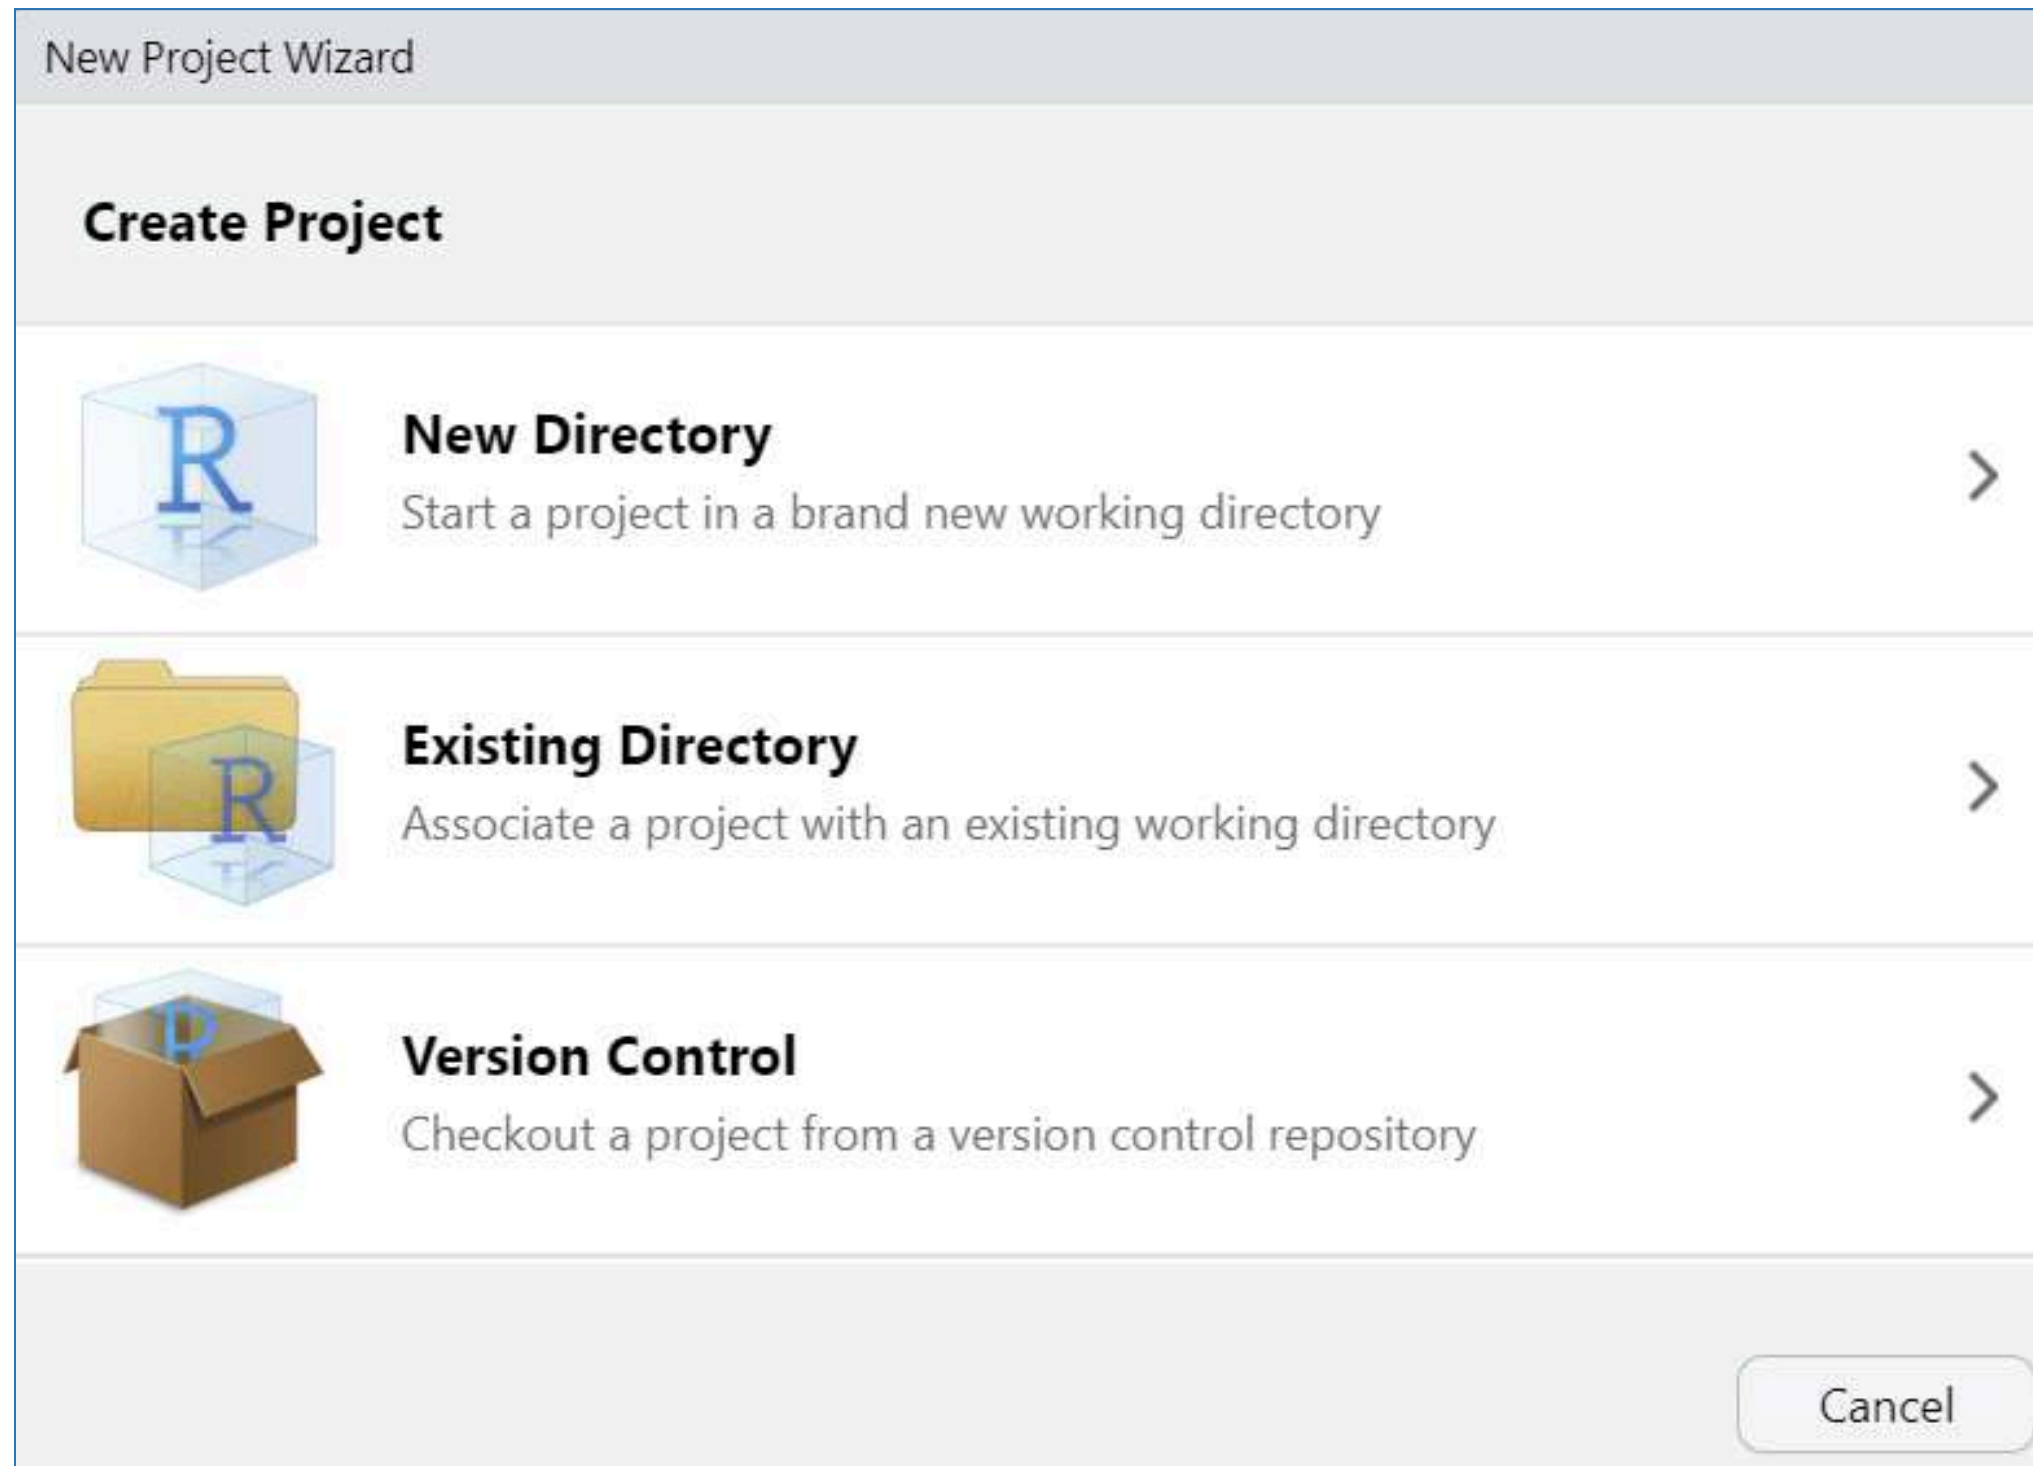 New Project Wizard
Create Project
R
New Directory
Start a project in a brand new working directory
R
Existing Directory
Associate a project with an existing working directory
R
Version Control
Checkout a project from a version control repository
Cancel